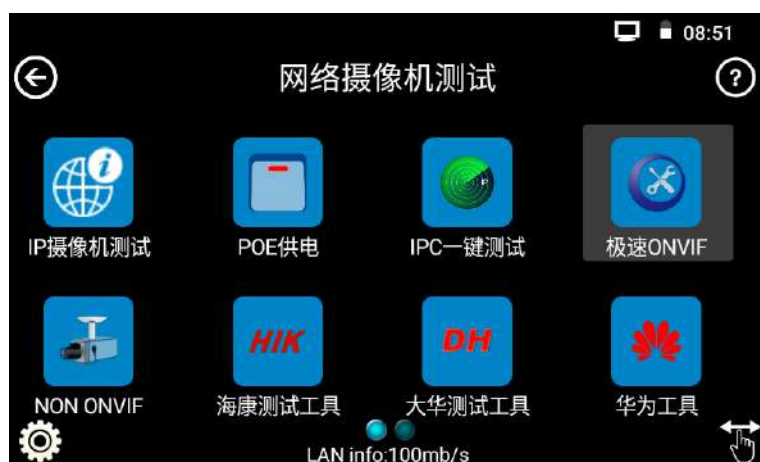 08:51
网络摄像机测试
?
i
IP摄像机测试 POE供电 IPC一键测试 极速ONVIF
HIK DH
NON ONVIF 海康测试工具 大华测试工具 华为工具
LAN info:100mb/s